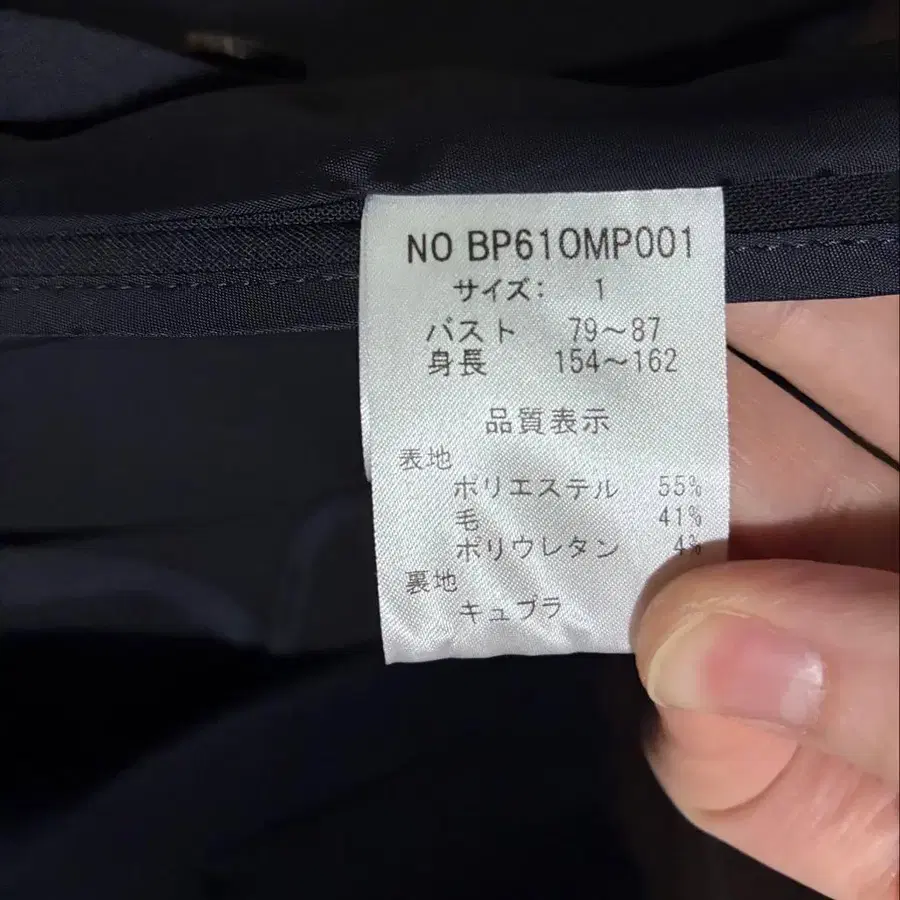 NO BP610MP001
サイズ: 1
バスト 79～87
身長 154～162
品質表示
表地
ポリエステル 55%
毛 41%
ポリウレタン 4%
裏地
キュプラ